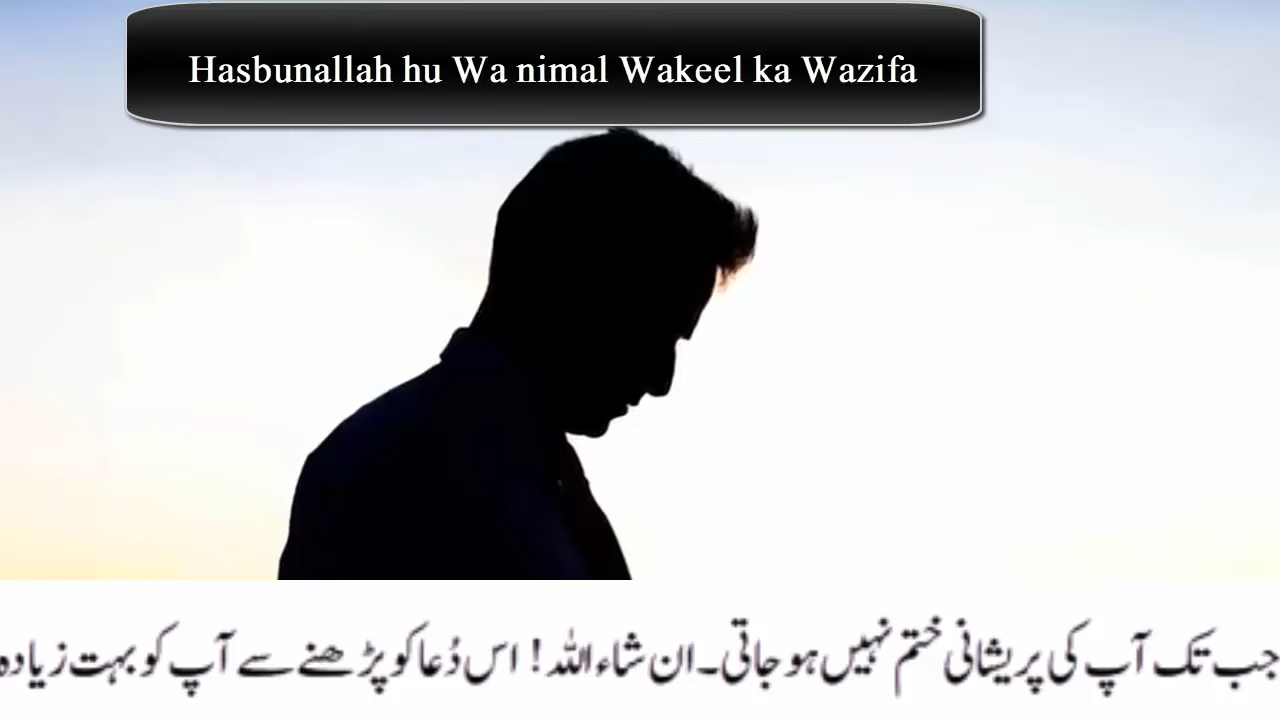 Hasbunallah hu Wa nimal Wakeel ka Wazifa
جب تک آپ کی پریشانی ختم نہیں ہو جاتی۔ ان شاء اللہ! اس دُعا کو پڑھنے سے آپ کو بہت زیادہ